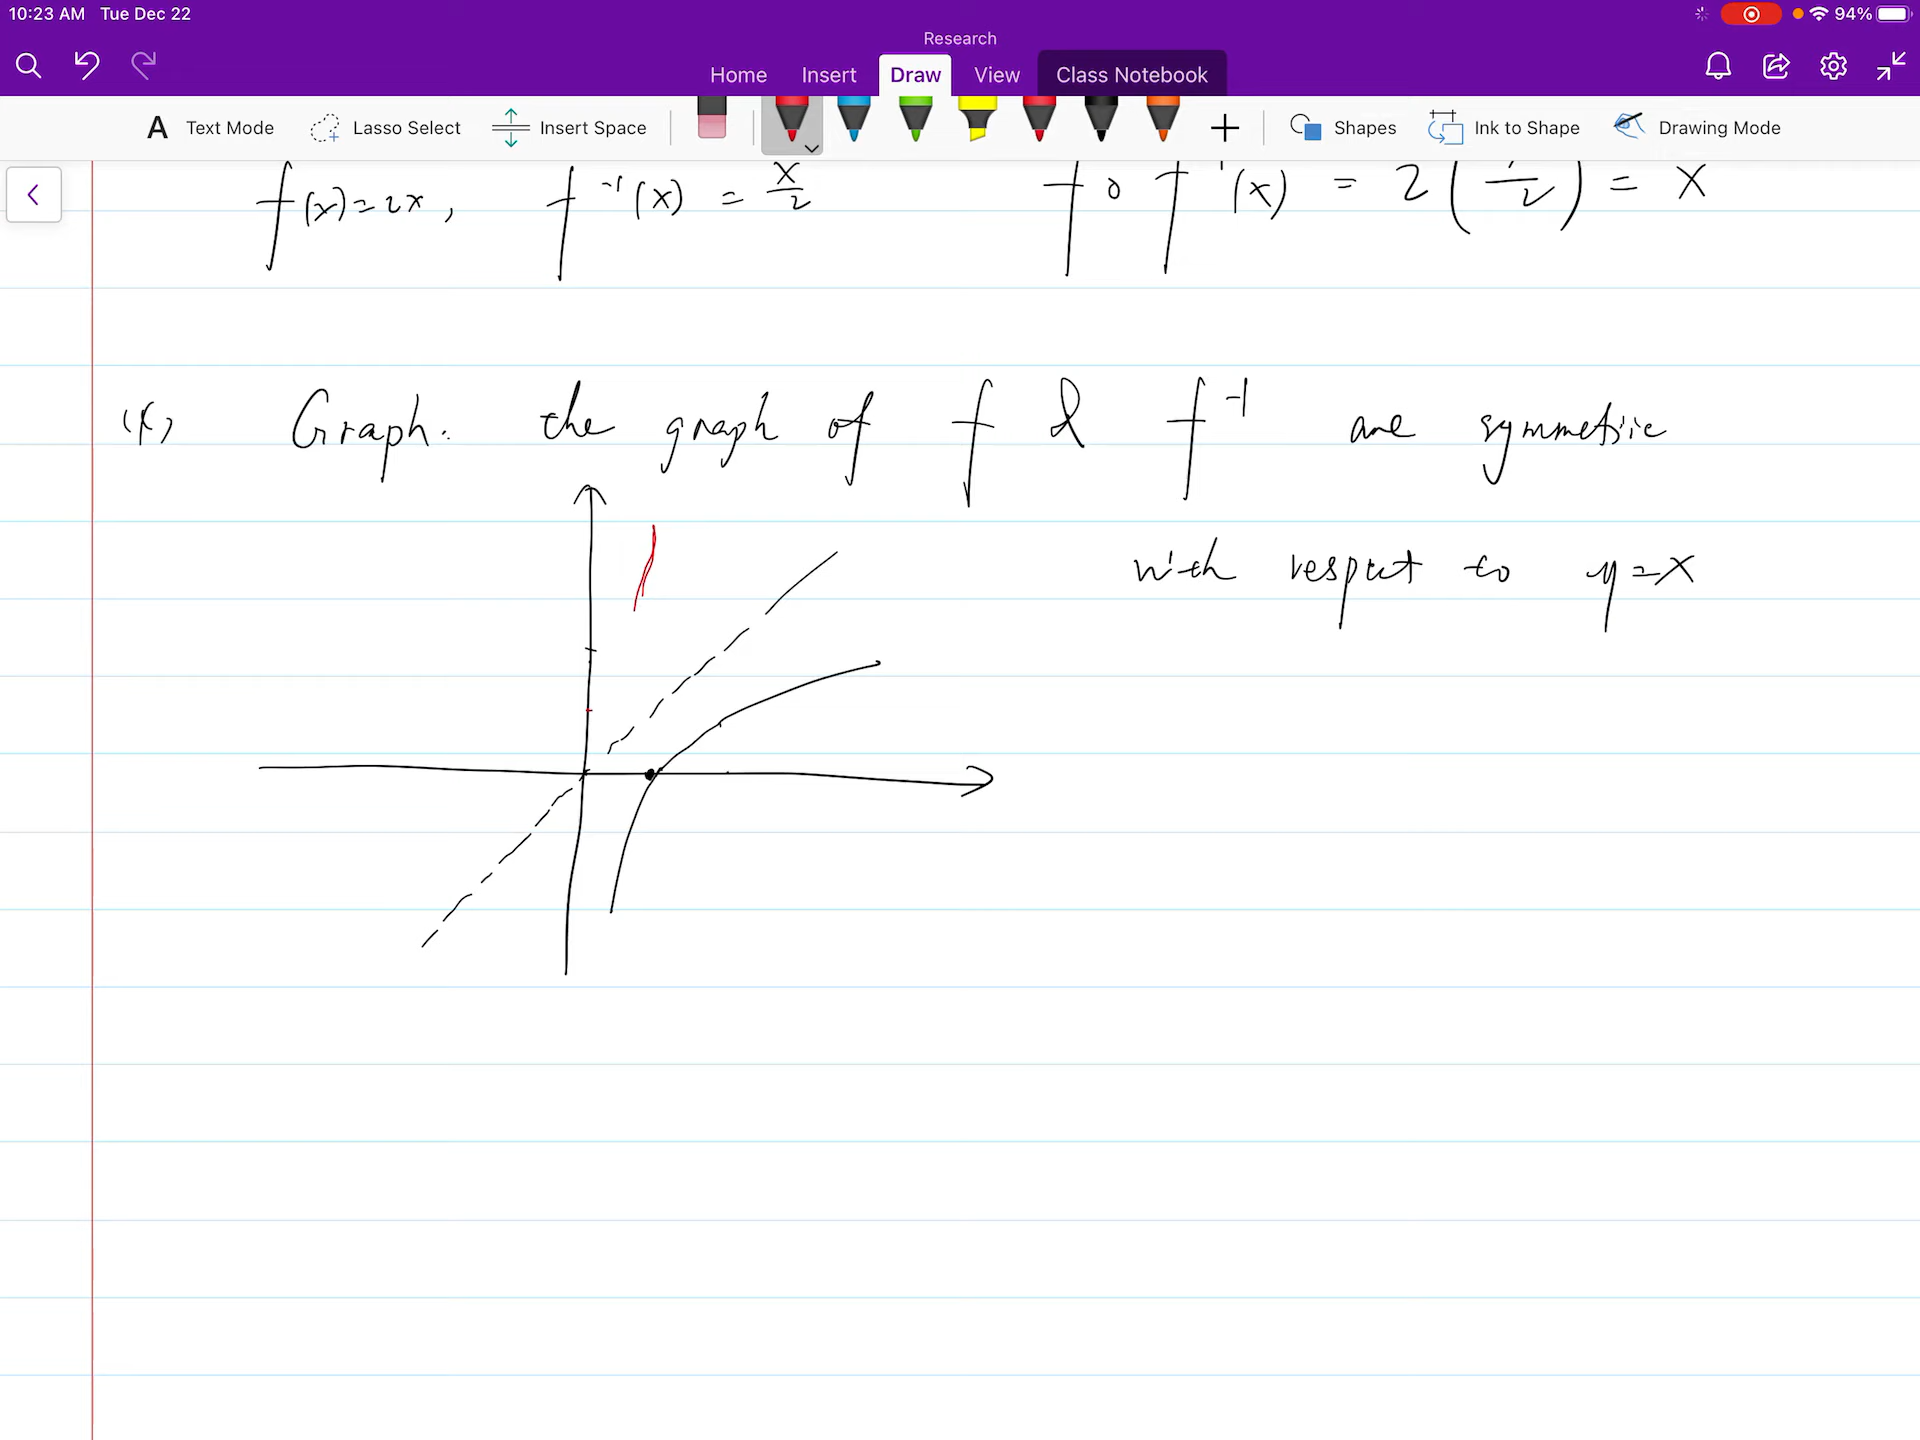 10:23 AM Tue Dec 22
94%
Research
Home Insert Draw View Class Notebook
A Text Mode Lasso Select Insert Space Shapes Ink to Shape Drawing Mode
f(x)=2x, f⁻¹(x) = x/2 f∘f⁻¹(x) = 2( /2) = x
Graph: the graph of f & f⁻¹ are symmetric
with respect to y=x